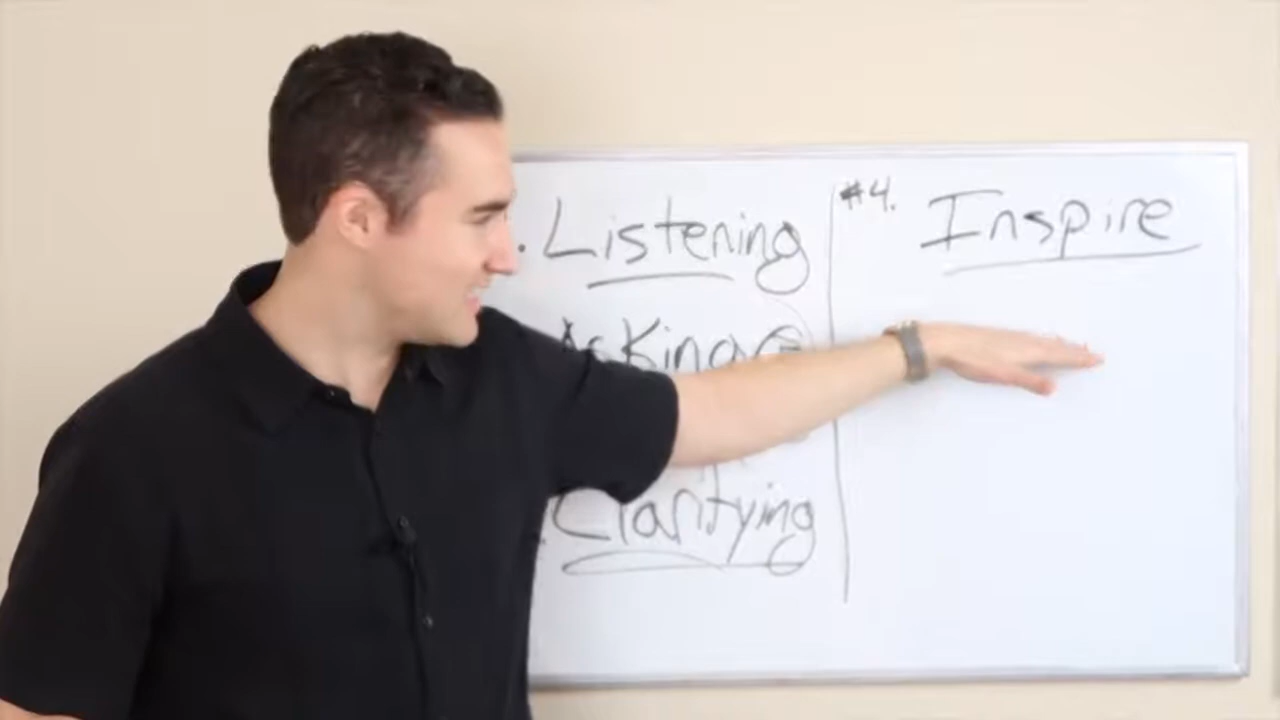 . Listening
Asking
Clarifying
#4. Inspire